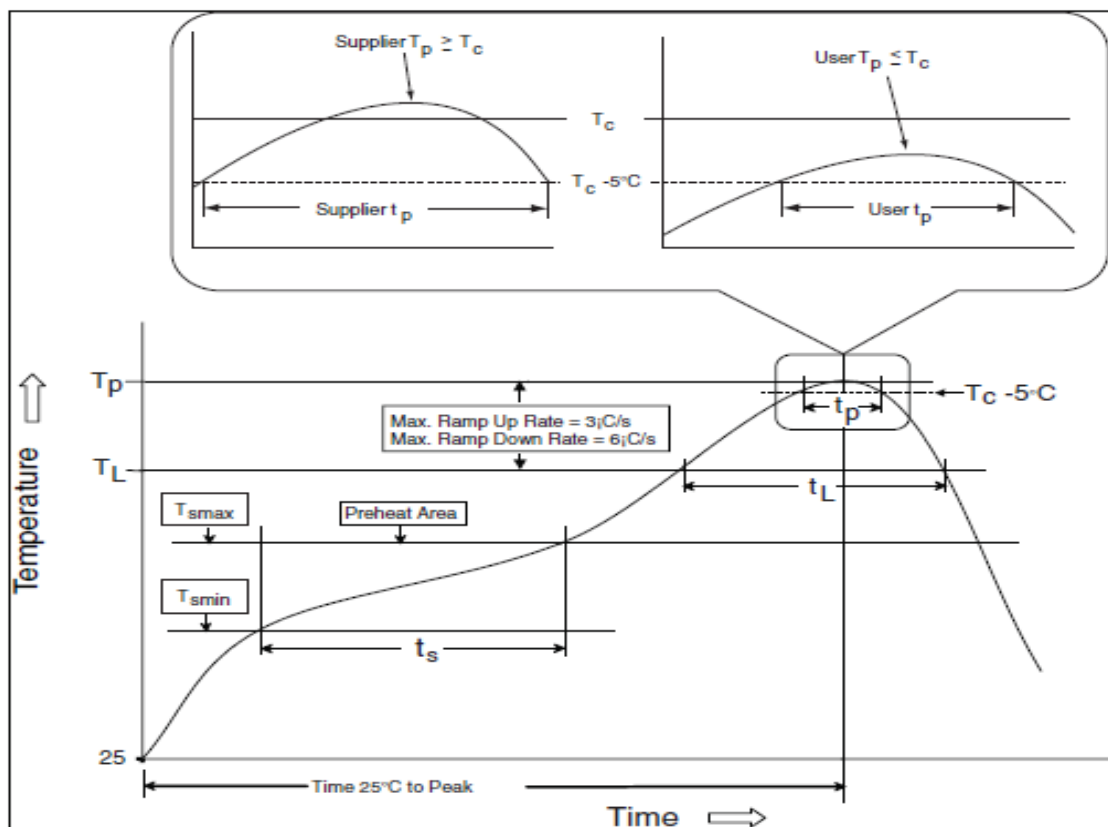 Supplier Tp ≥ Tc
User Tp ≤ Tc
Tc
Tc -5°C
Supplier tp
User tp
Tp
Tc -5°C
tp
Max. Ramp Up Rate = 3¡C/s
Max. Ramp Down Rate = 6¡C/s
TL
tL
Tsmax
Preheat Area
Tsmin
ts
Temperature
25
Time 25°C to Peak
Time